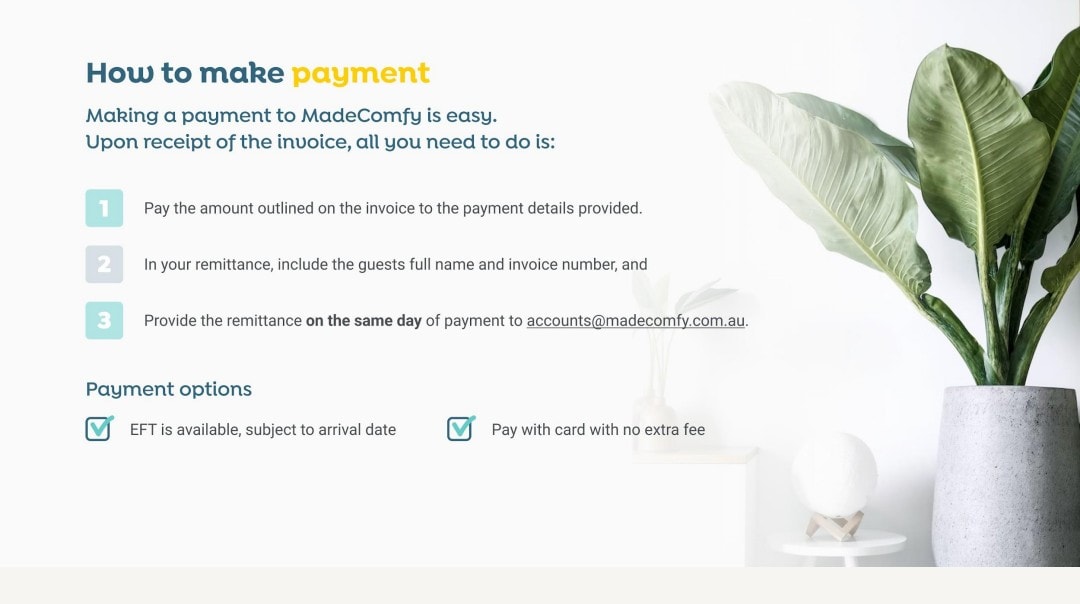 How to make payment
Making a payment to MadeComfy is easy.
Upon receipt of the invoice, all you need to do is:
1 Pay the amount outlined on the invoice to the payment details provided.
2 In your remittance, include the guests full name and invoice number, and
3 Provide the remittance on the same day of payment to accounts@madecomfy.com.au.
Payment options
EFT is available, subject to arrival date Pay with card with no extra fee